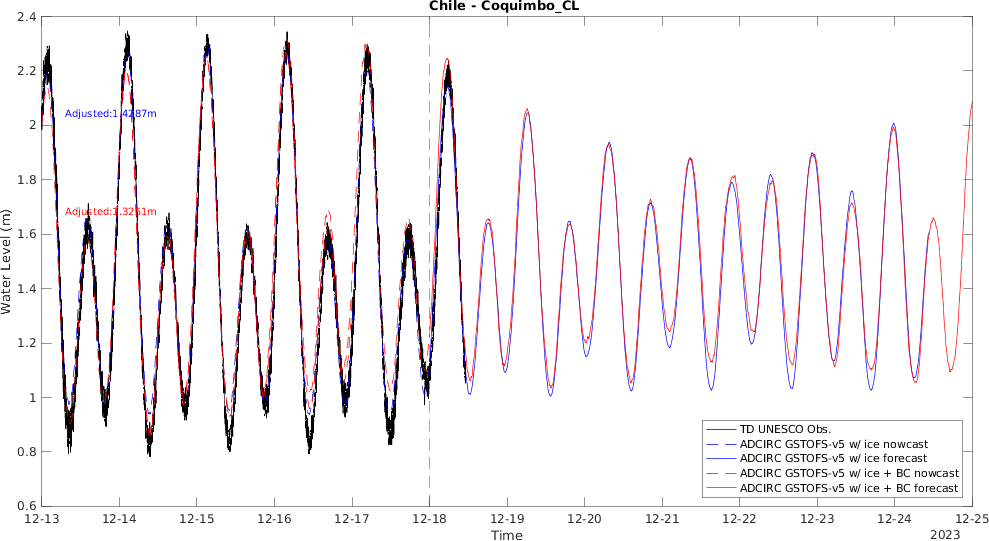 Chile - Coquimbo_CL
2.4
2.2
2
1.8
1.6
1.4
1.2
1
0.8
0.6
Water Level (m)
Adjusted:1.4287m
Adjusted:1.3261m
TD UNESCO Obs.
ADCIRC GSTOFS-v5 w/ ice nowcast
ADCIRC GSTOFS-v5 w/ ice forecast
ADCIRC GSTOFS-v5 w/ ice + BC nowcast
ADCIRC GSTOFS-v5 w/ ice + BC forecast
12-13 12-14 12-15 12-16 12-17 12-18 12-19 12-20 12-21 12-22 12-23 12-24 12-25
Time
2023